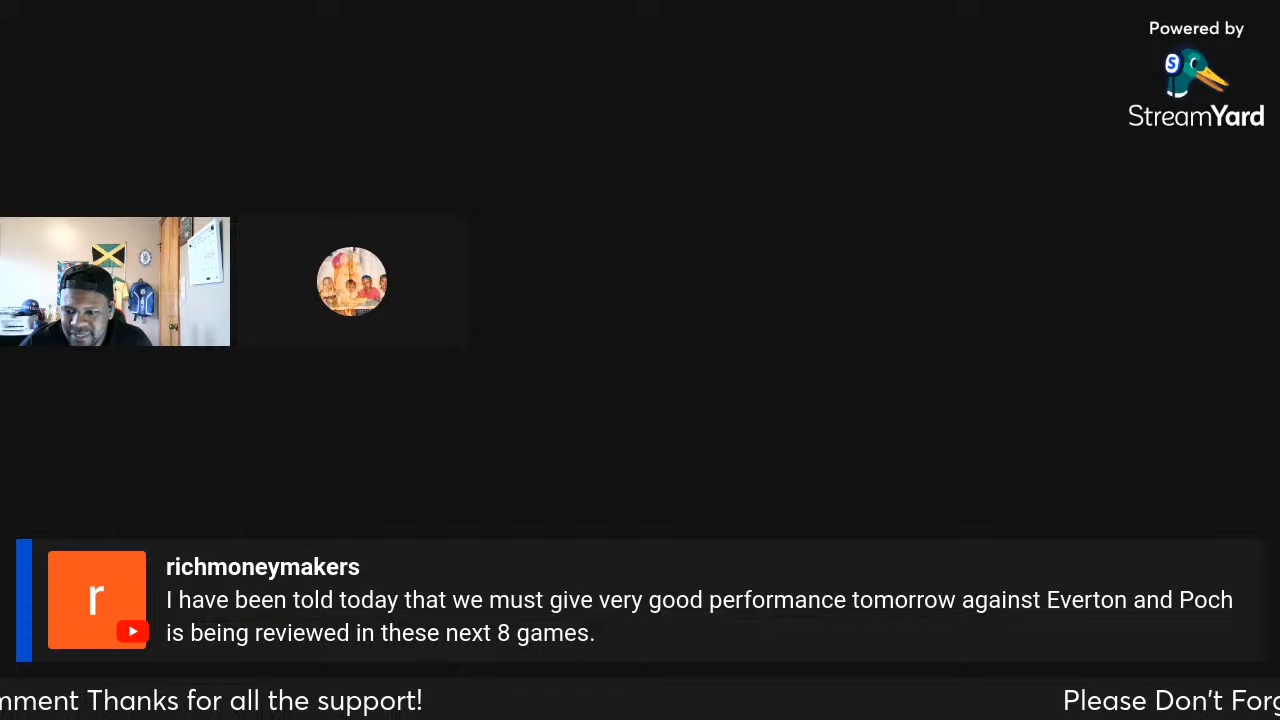 Powered by
S
StreamYard
r
richmoneymakers
I have been told today that we must give very good performance tomorrow against Everton and Poch
is being reviewed in these next 8 games.
mment Thanks for all the support! Please Don't Forg